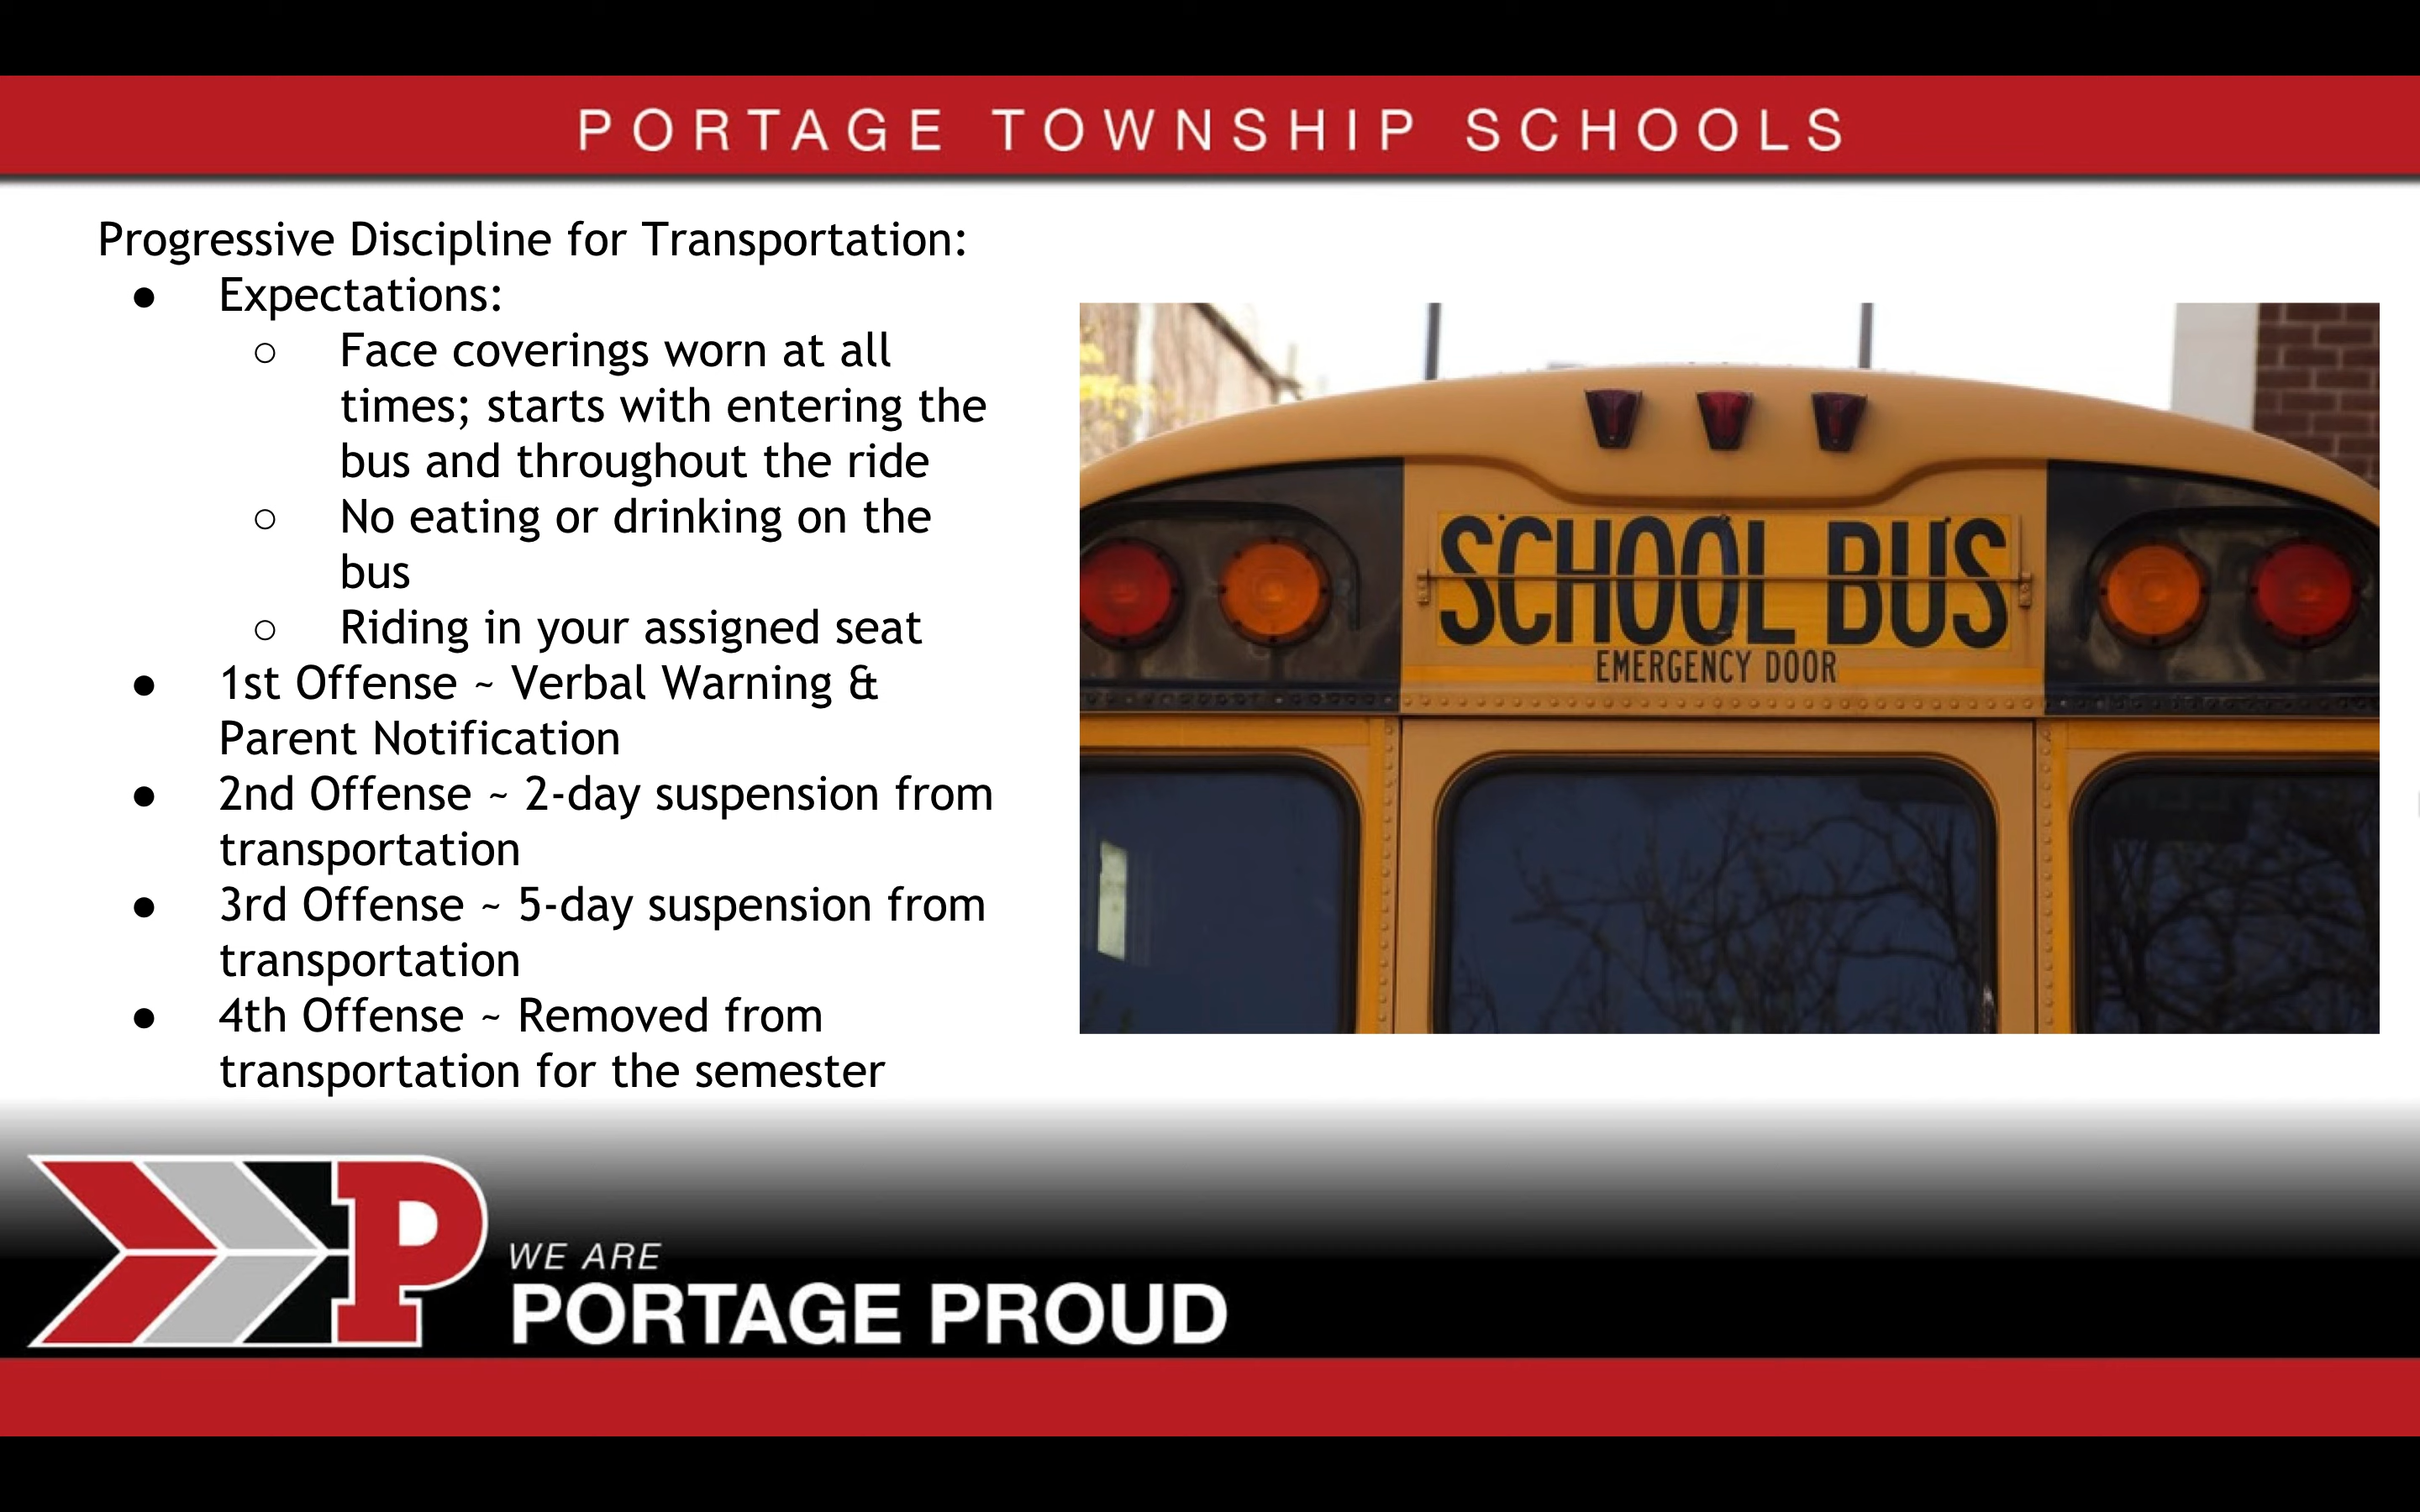 PORTAGE TOWNSHIP SCHOOLS
Progressive Discipline for Transportation:
● Expectations:
○ Face coverings worn at all
times; starts with entering the
bus and throughout the ride
○ No eating or drinking on the
bus
○ Riding in your assigned seat
● 1st Offense ~ Verbal Warning &
Parent Notification
● 2nd Offense ~ 2-day suspension from
transportation
● 3rd Offense ~ 5-day suspension from
transportation
● 4th Offense ~ Removed from
transportation for the semester
SCHOOL BUS
EMERGENCY DOOR
P
WE ARE
PORTAGE PROUD